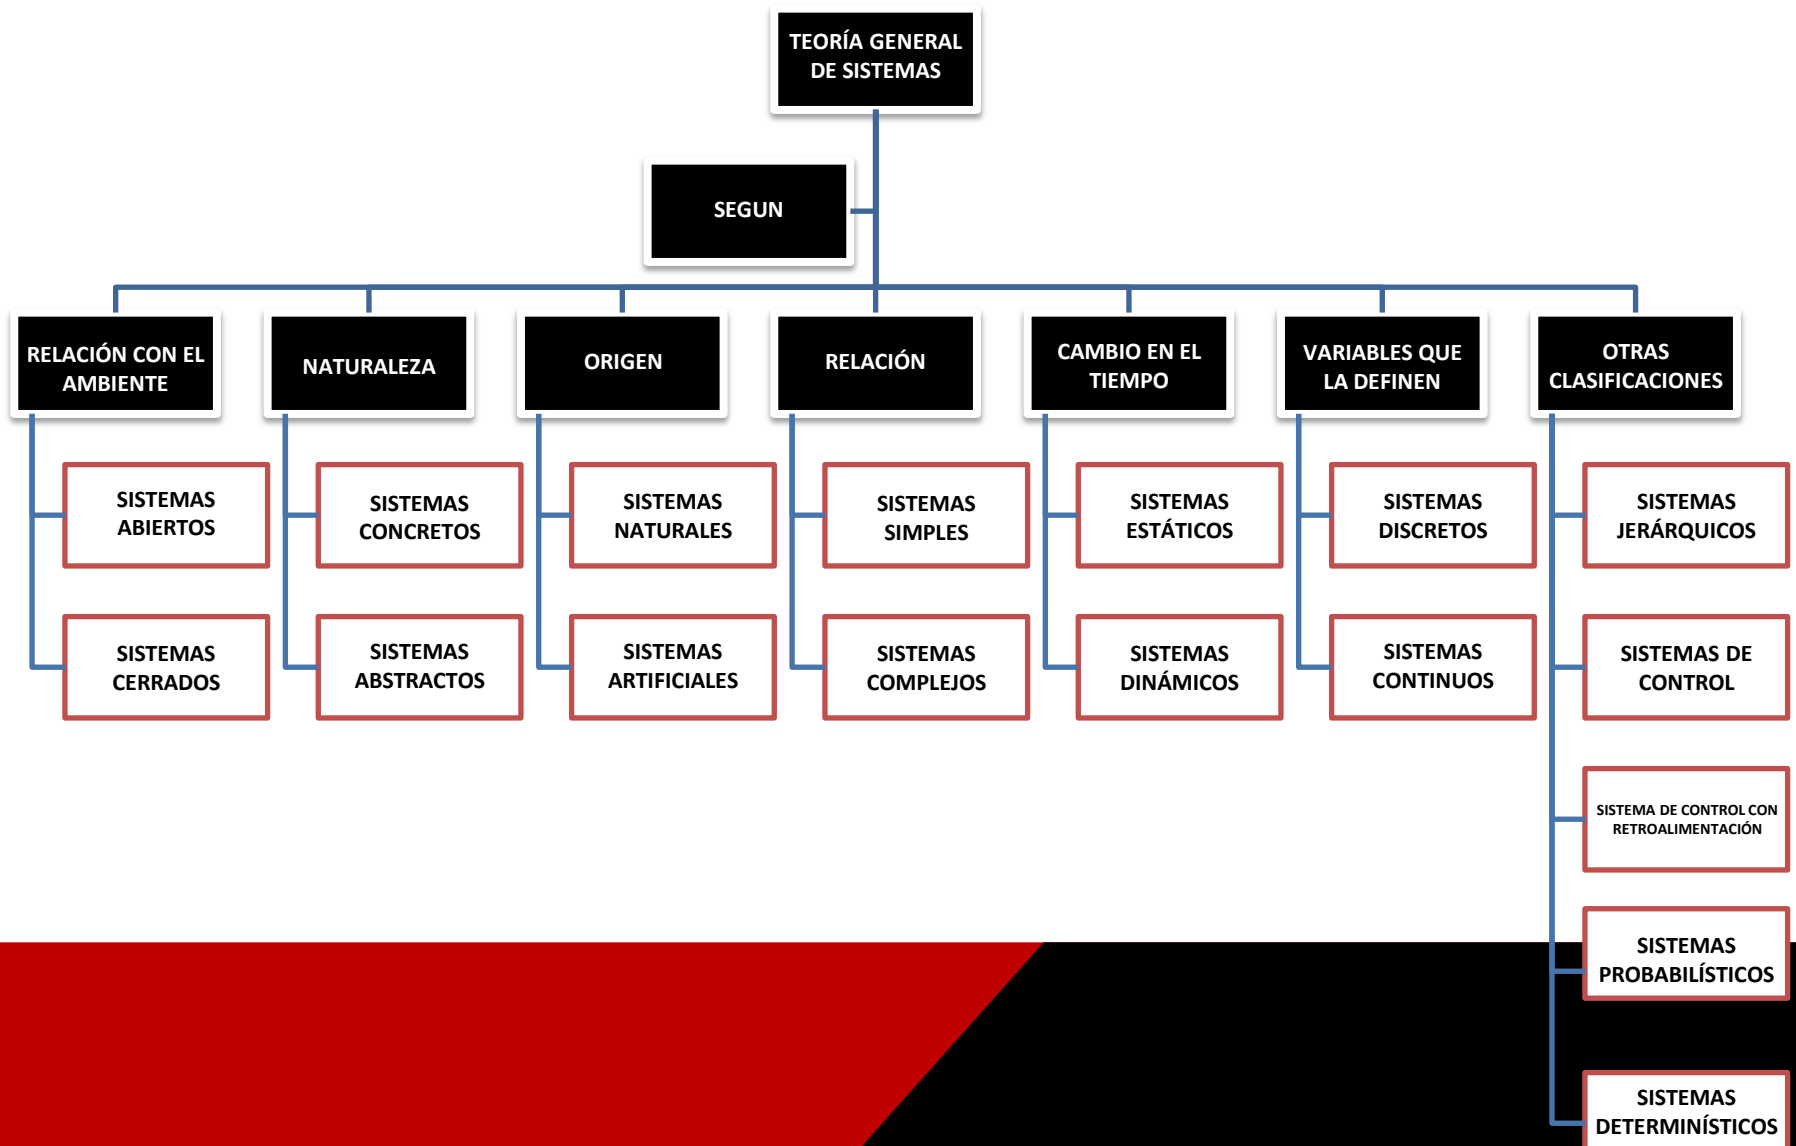 TEORÍA GENERAL
DE SISTEMAS
SEGUN
RELACIÓN CON EL
AMBIENTE
NATURALEZA
ORIGEN
RELACIÓN
CAMBIO EN EL
TIEMPO
VARIABLES QUE
LA DEFINEN
OTRAS
CLASIFICACIONES
SISTEMAS
ABIERTOS
SISTEMAS
CONCRETOS
SISTEMAS
NATURALES
SISTEMAS
SIMPLES
SISTEMAS
ESTÁTICOS
SISTEMAS
DISCRETOS
SISTEMAS
JERÁRQUICOS
SISTEMAS
CERRADOS
SISTEMAS
ABSTRACTOS
SISTEMAS
ARTIFICIALES
SISTEMAS
COMPLEJOS
SISTEMAS
DINÁMICOS
SISTEMAS
CONTINUOS
SISTEMAS DE
CONTROL
SISTEMA DE CONTROL CON
RETROALIMENTACIÓN
SISTEMAS
PROBABILÍSTICOS
SISTEMAS
DETERMINÍSTICOS